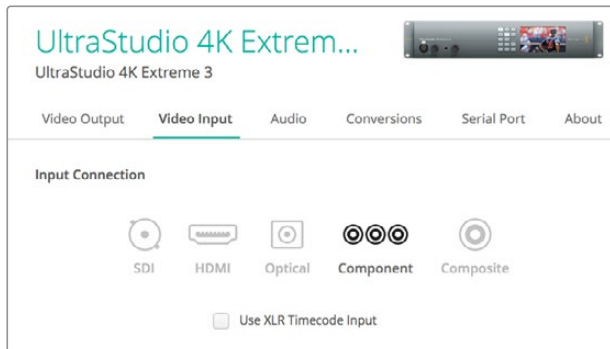 UltraStudio 4K Extrem...
UltraStudio 4K Extreme 3
Video Output Video Input Audio Conversions Serial Port About
Input Connection
SDI HDMI Optical Component Composite
Use XLR Timecode Input